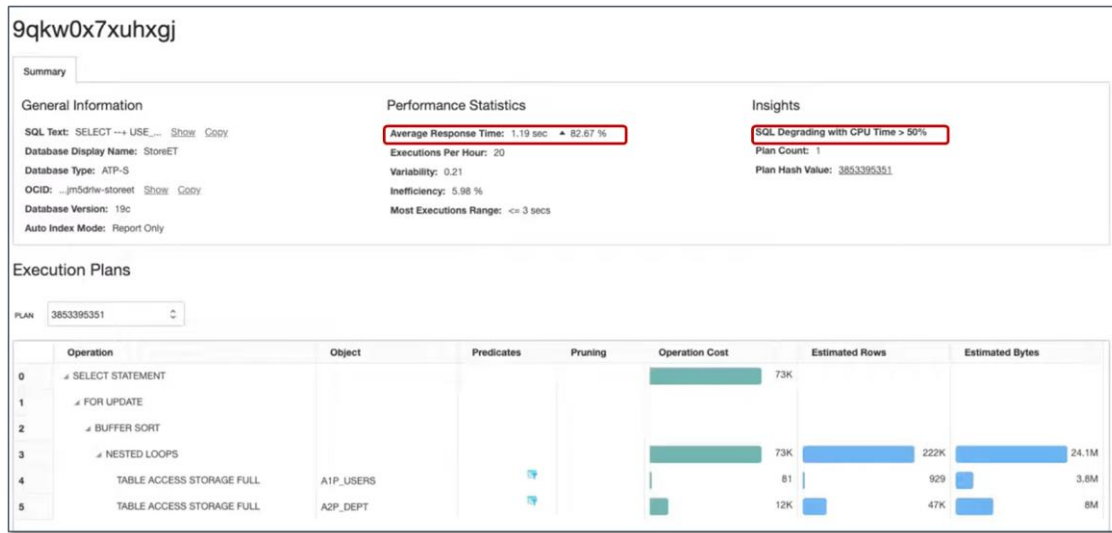 9qkw0x7xuhxgj
Summary
General Information
SQL Text: SELECT --+ USE_... Show Copy
Database Display Name: StoreET
Database Type: ATP-S
OCID: ...jm5drlw-storeet Show Copy
Database Version: 19c
Auto Index Mode: Report Only
Performance Statistics
Average Response Time: 1.19 sec ▲ 82.67 %
Executions Per Hour: 20
Variability: 0.21
Inefficiency: 5.98 %
Most Executions Range: <= 3 secs
Insights
SQL Degrading with CPU Time > 50%
Plan Count: 1
Plan Hash Value: 3853395351
Execution Plans
PLAN 3853395351
Operation Object Predicates Pruning Operation Cost Estimated Rows Estimated Bytes
0 SELECT STATEMENT 73K
1 FOR UPDATE
2 BUFFER SORT
3 NESTED LOOPS 73K 222K 24.1M
4 TABLE ACCESS STORAGE FULL A1P_USERS 81 929 3.8M
5 TABLE ACCESS STORAGE FULL A2P_DEPT 12K 47K 8M